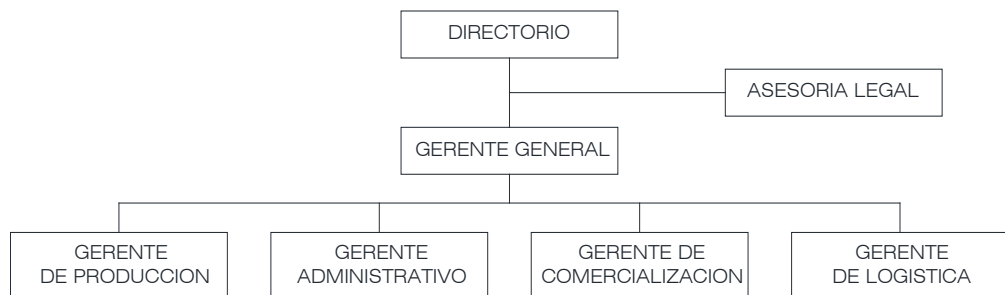 DIRECTORIO
ASESORIA LEGAL
GERENTE GENERAL
GERENTE
DE PRODUCCION
GERENTE
ADMINISTRATIVO
GERENTE DE
COMERCIALIZACION
GERENTE
DE LOGISTICA